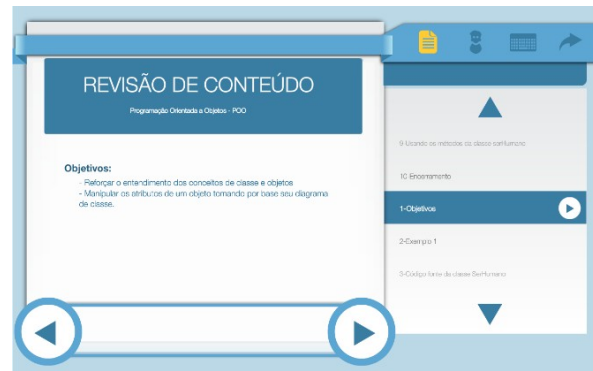 REVISÃO DE CONTEÚDO
Programação Orientada a Objetos - POO
Objetivos:
- Reforçar o entendimento dos conceitos de classe e objetos
- Manipular os atributos de um objeto tomando por base seu diagrama
de classe.
9-Usando os métodos da classe serHumano
10 Encerramento
1-Objetivos
2-Exemplo 1
3-Código fonte da classe SerHumano